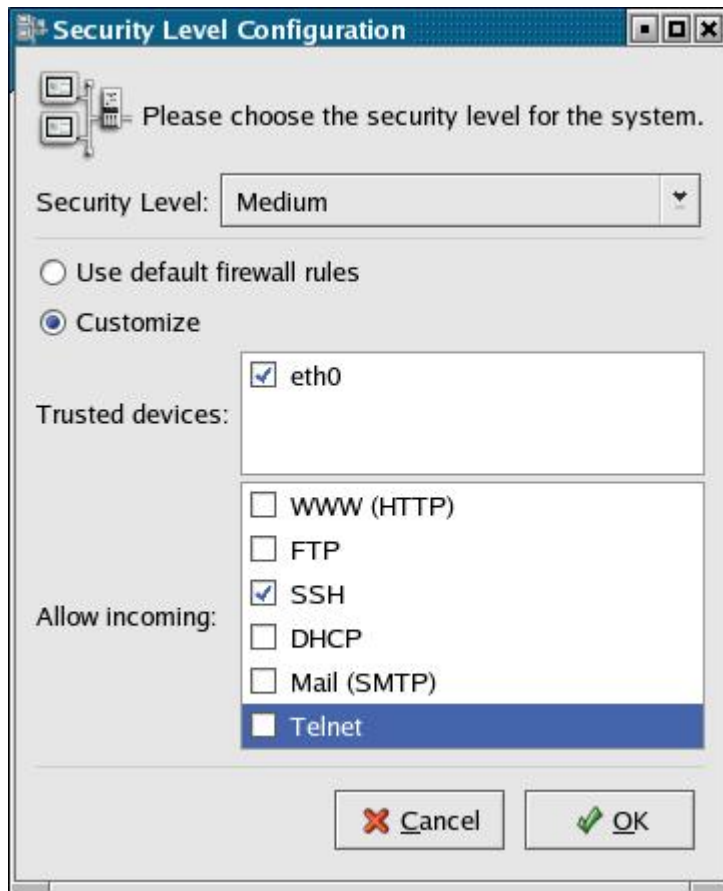 Security Level Configuration
Please choose the security level for the system.
Security Level: Medium
Use default firewall rules
Customize
Trusted devices:
eth0
Allow incoming:
WWW (HTTP)
FTP
SSH
DHCP
Mail (SMTP)
Telnet
Cancel
OK